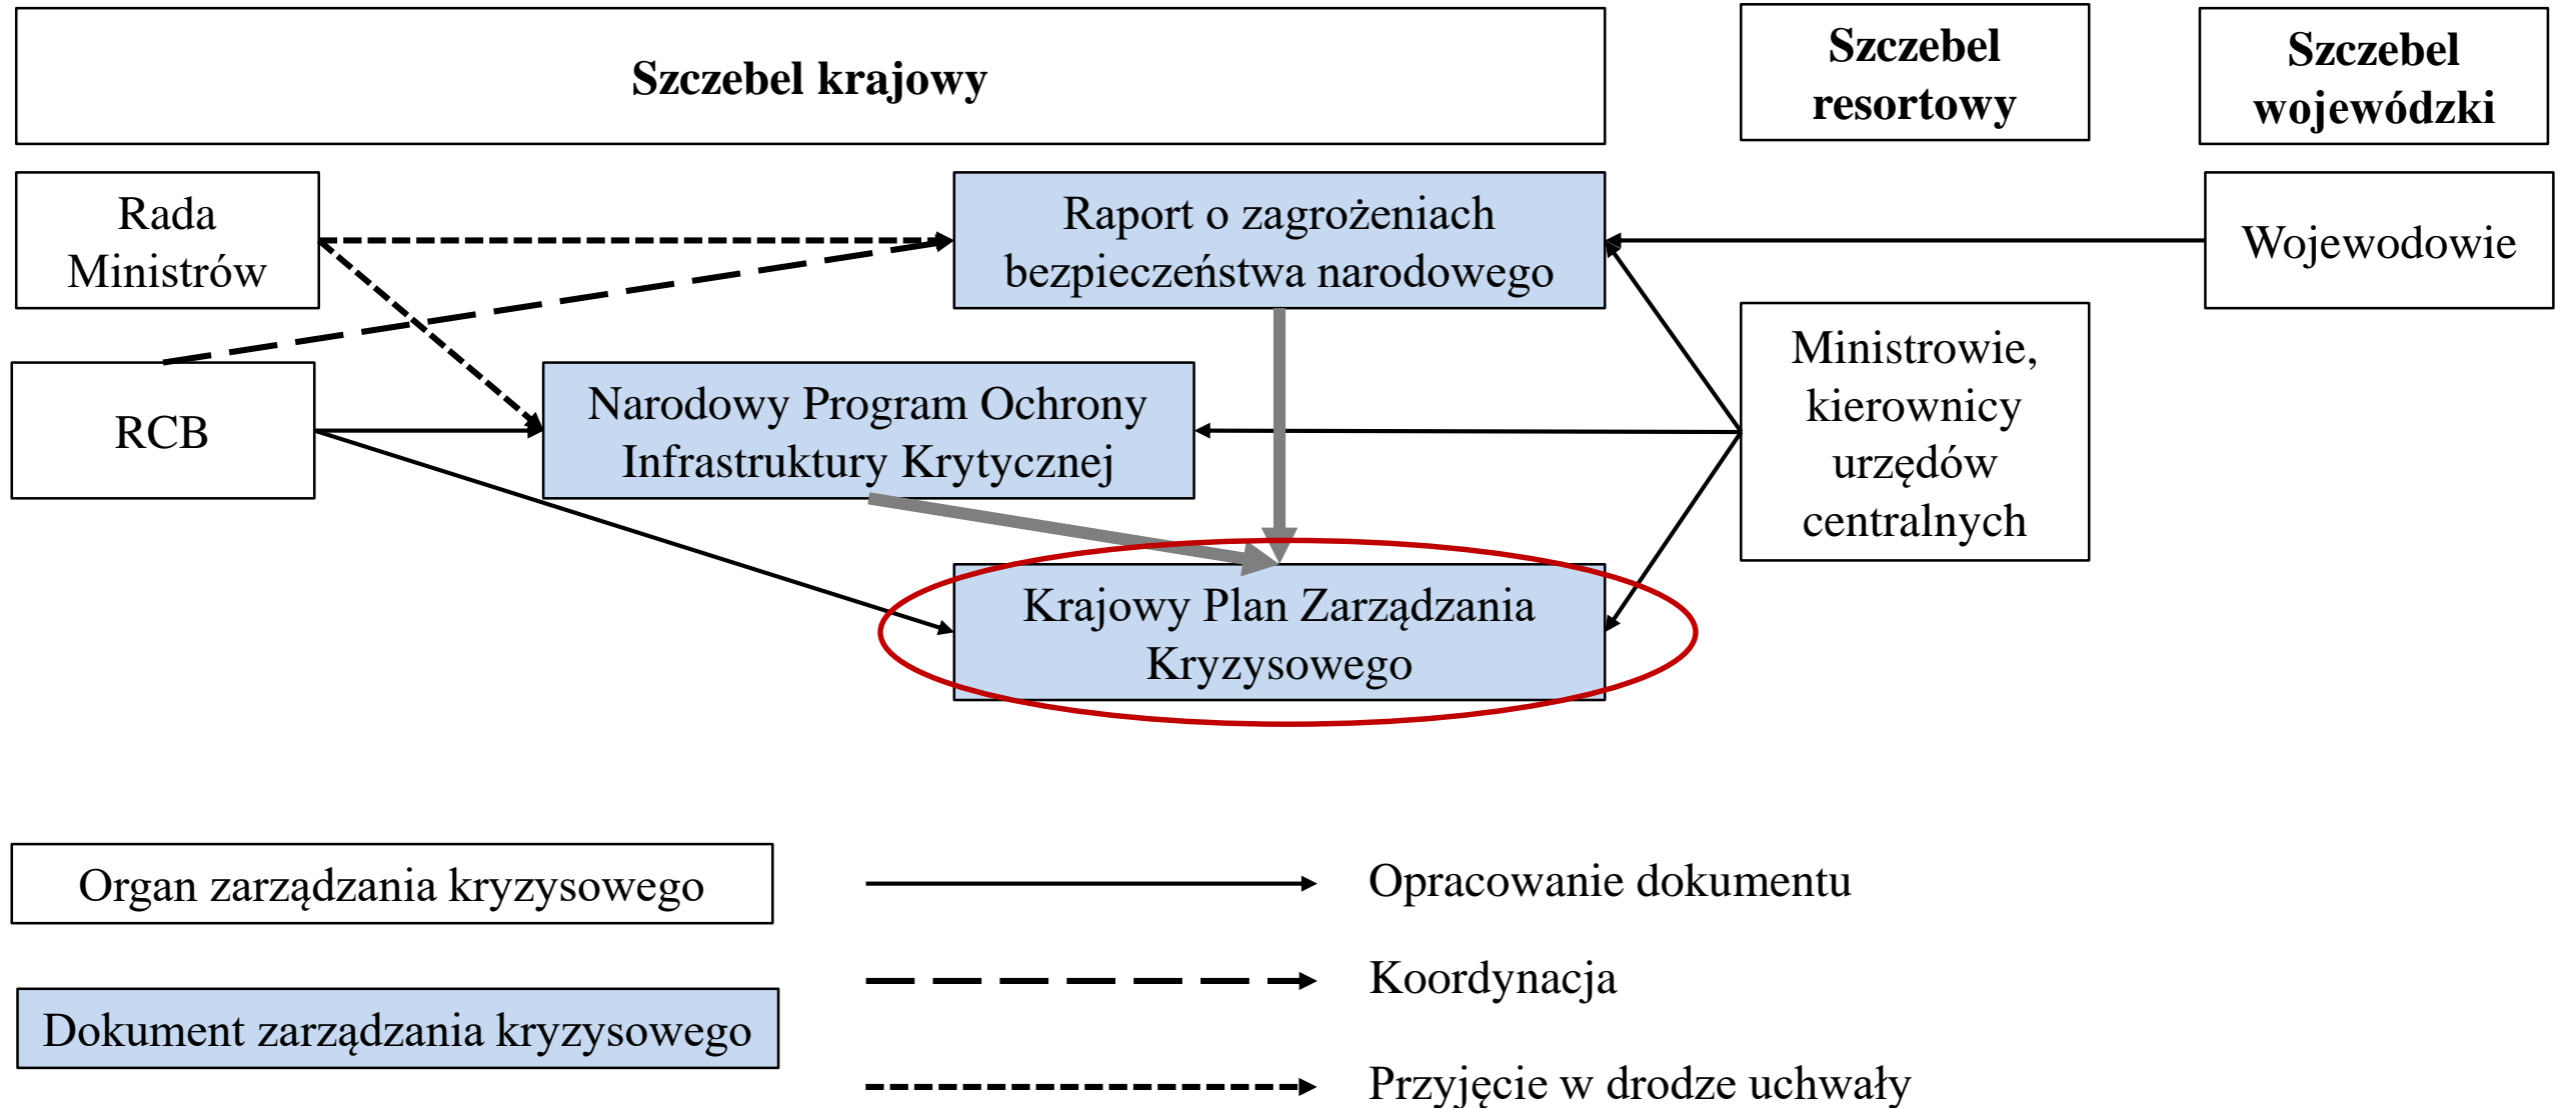 Szczebel krajowy
Szczebel
resortowy
Szczebel
wojewódzki
Rada
Ministrów
Raport o zagrożeniach
bezpieczeństwa narodowego
Wojewodowie
RCB
Narodowy Program Ochrony
Infrastruktury Krytycznej
Ministrowie,
kierownicy
urzędów
centralnych
Krajowy Plan Zarządzania
Kryzysowego
Organ zarządzania kryzysowego
Opracowanie dokumentu
Koordynacja
Dokument zarządzania kryzysowego
Przyjęcie w drodze uchwały